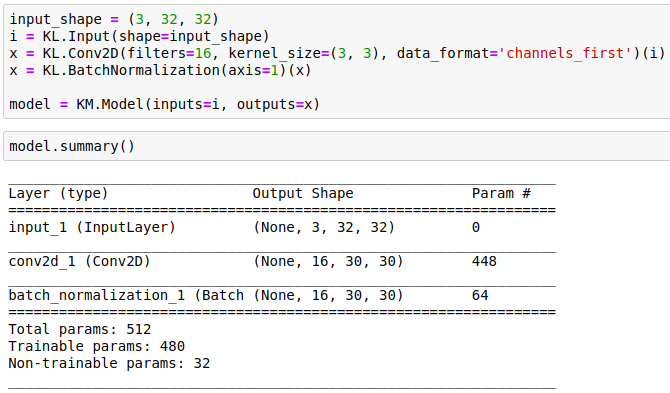 input_shape = (3, 32, 32)
i = KL.Input(shape=input_shape)
x = KL.Conv2D(filters=16, kernel_size=(3, 3), data_format='channels_first')(i)
x = KL.BatchNormalization(axis=1)(x)
model = KM.Model(inputs=i, outputs=x)
model.summary()
_________________________________________________________________
Layer (type)                 Output Shape              Param #
=================================================================
input_1 (InputLayer)         (None, 3, 32, 32)         0
_________________________________________________________________
conv2d_1 (Conv2D)            (None, 16, 30, 30)        448
_________________________________________________________________
batch_normalization_1 (Batch (None, 16, 30, 30)        64
=================================================================
Total params: 512
Trainable params: 480
Non-trainable params: 32
_________________________________________________________________